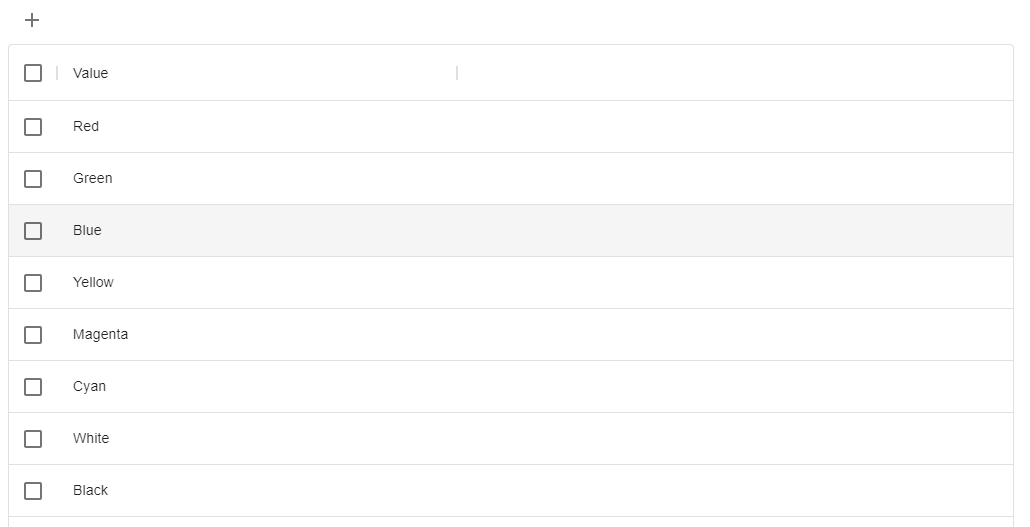 Value
Red
Green
Blue
Yellow
Magenta
Cyan
White
Black